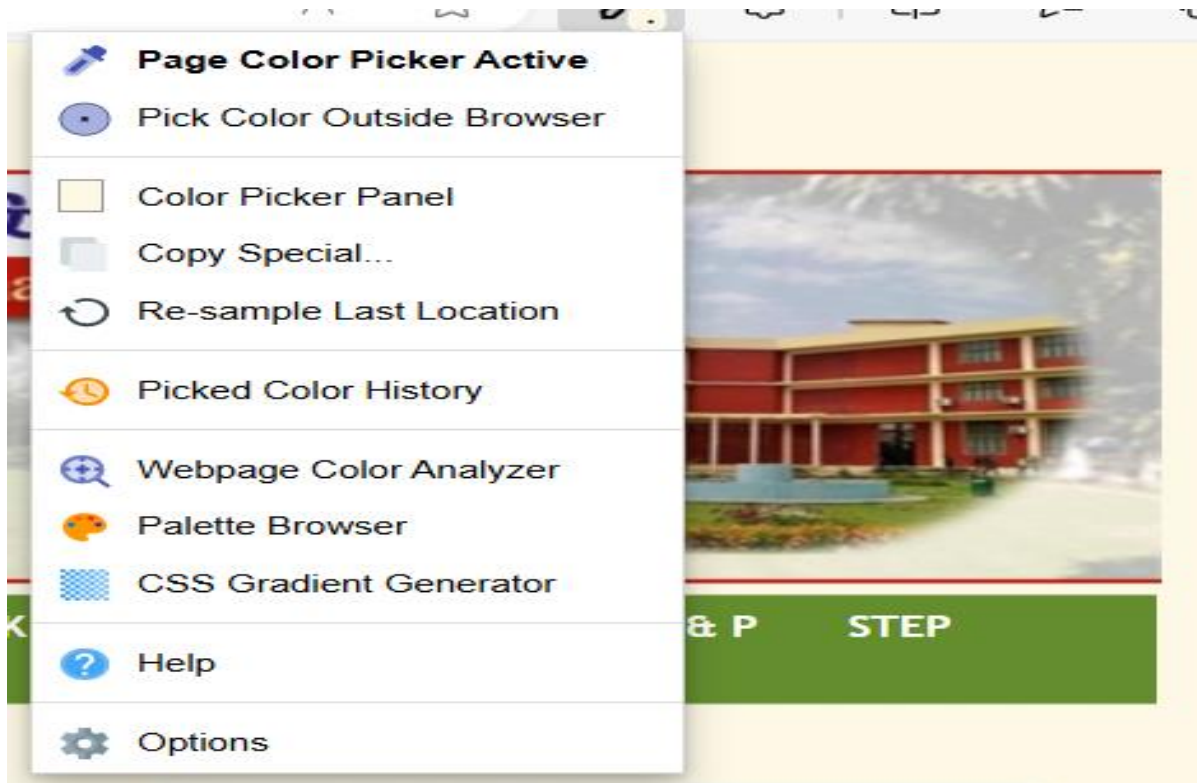 Page Color Picker Active
Pick Color Outside Browser
Color Picker Panel
Copy Special...
Re-sample Last Location
Picked Color History
Webpage Color Analyzer
Palette Browser
CSS Gradient Generator
K & P STEP
Help
Options